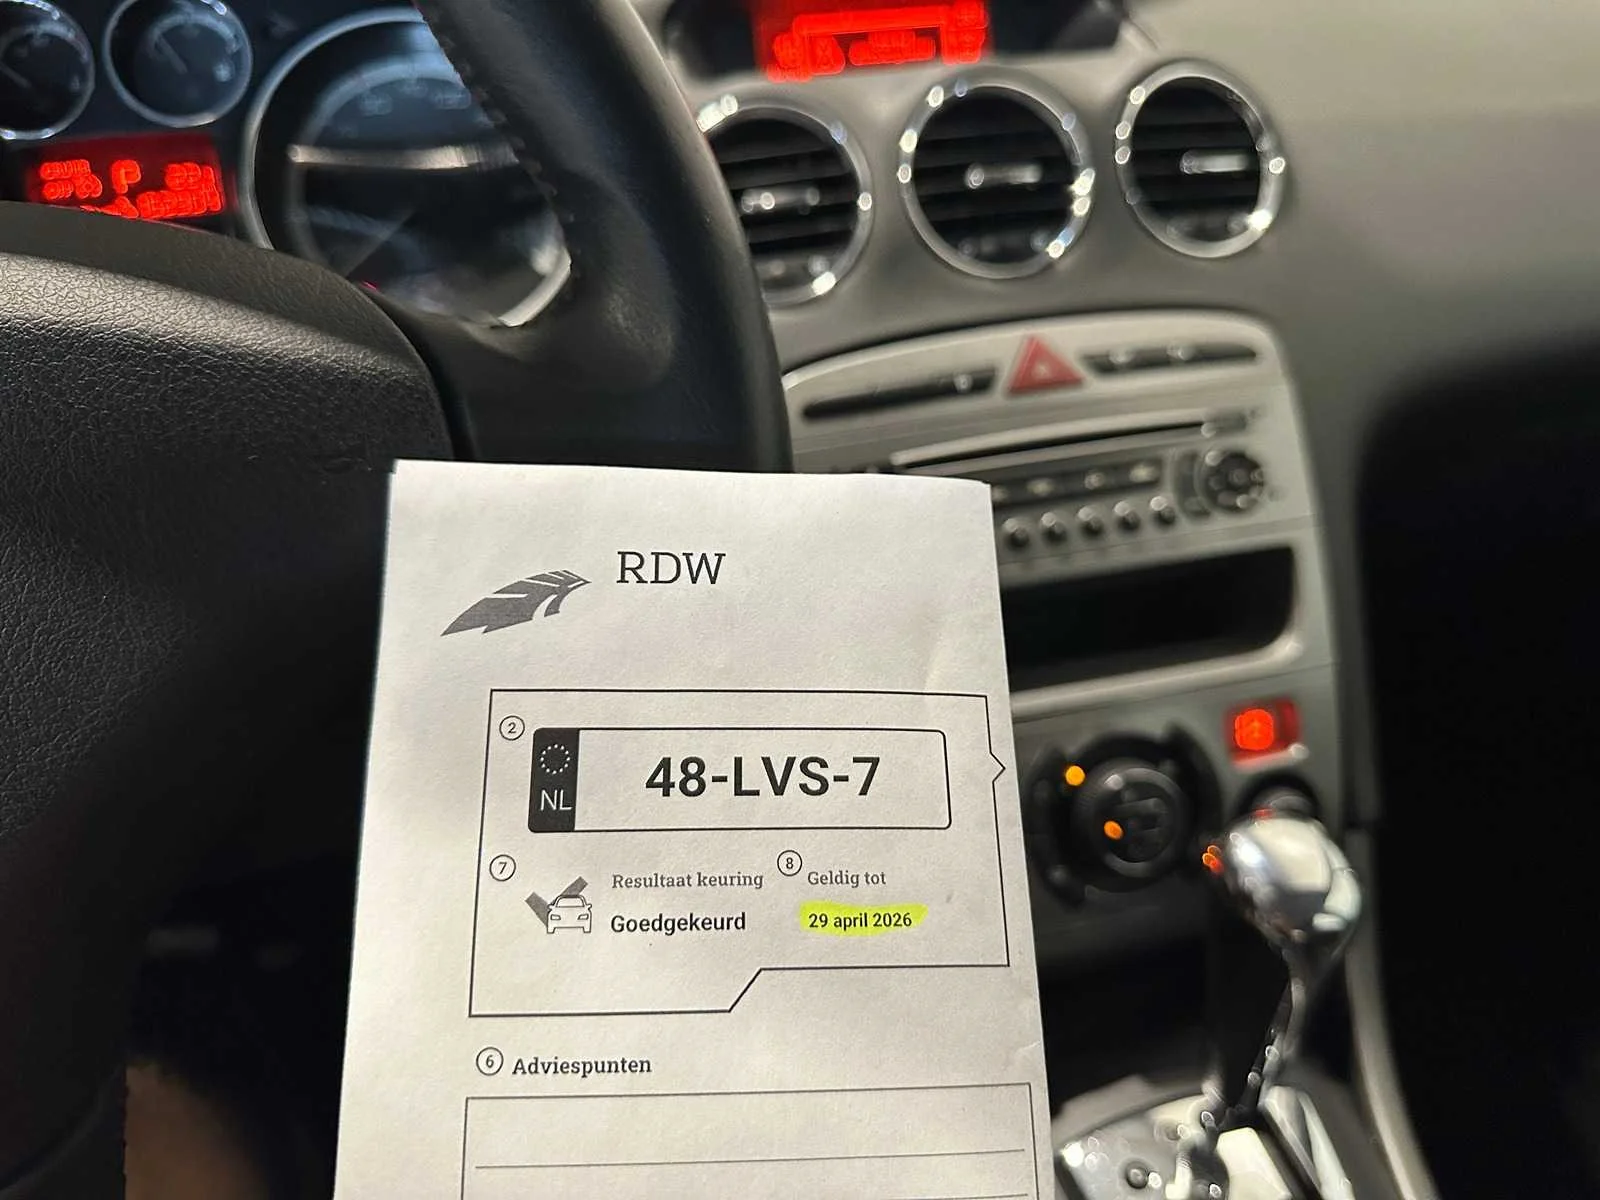 RDW
2
NL
48-LVS-7
7
Resultaat keuring
8
Geldig tot
Goedgekeurd
29 april 2026
6 Adviespunten